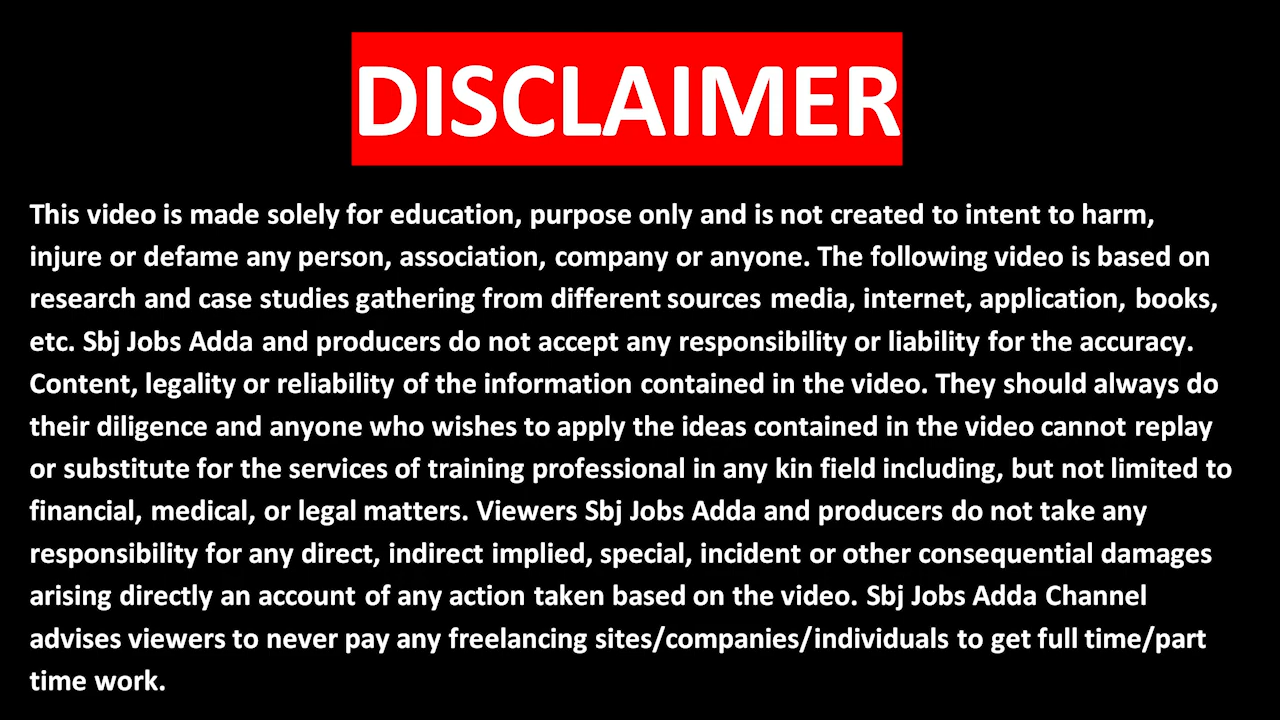 DISCLAIMER
This video is made solely for education, purpose only and is not created to intent to harm,
injure or defame any person, association, company or anyone. The following video is based on
research and case studies gathering from different sources media, internet, application, books,
etc. Sbj Jobs Adda and producers do not accept any responsibility or liability for the accuracy.
Content, legality or reliability of the information contained in the video. They should always do
their diligence and anyone who wishes to apply the ideas contained in the video cannot replay
or substitute for the services of training professional in any kin field including, but not limited to
financial, medical, or legal matters. Viewers Sbj Jobs Adda and producers do not take any
responsibility for any direct, indirect implied, special, incident or other consequential damages
arising directly an account of any action taken based on the video. Sbj Jobs Adda Channel
advises viewers to never pay any freelancing sites/companies/individuals to get full time/part
time work.